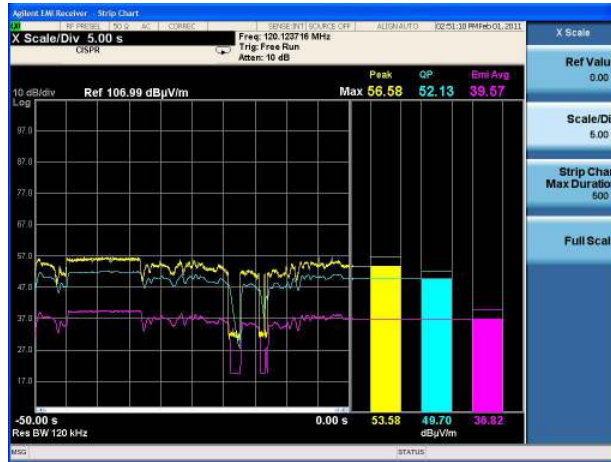 Agilent EMI Receiver - Strip Chart
RF PRESEL 50 Ω AC CORREC SENSE:INT SOURCE OFF ALIGN AUTO 02:51:10 PM Feb 01, 2011
X Scale/Div 5.00 s
CISPR
Freq: 120.123716 MHz
Trig: Free Run
Atten: 10 dB
10 dB/div Ref 106.99 dBµV/m
Log
Peak QP Emi Avg
Max 56.58 52.13 39.57
97.0
87.0
77.0
67.0
57.0
47.0
37.0
27.0
17.0
-50.00 s 0.00 s
Res BW 120 kHz
53.58 49.70 36.82
dBµV/m
MSG STATUS
X Scale
Ref Valu
0.00
Scale/Di
5.00
Strip Cha
Max Duratio
500
Full Scal